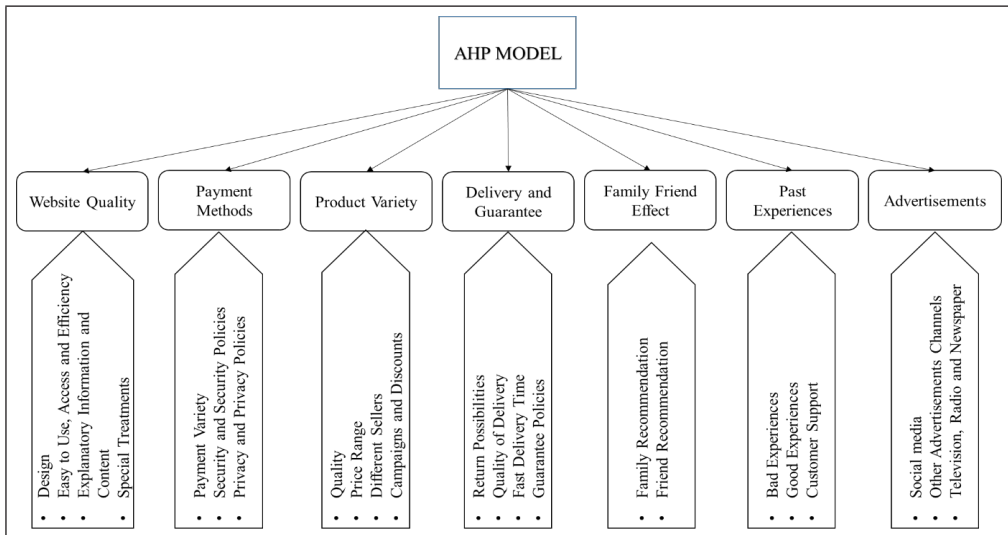 AHP MODEL
Website Quality
Payment
Methods
Product Variety
Delivery and
Guarantee
Family Friend
Effect
Past
Experiences
Advertisements
• Design
• Easy to Use, Access and Efficiency
• Explanatory Information and
Content
• Special Treatments
• Payment Variety
• Security and Security Policies
• Privacy and Privacy Policies
• Quality
• Price Range
• Different Sellers
• Campaigns and Discounts
• Return Possibilities
• Quality of Delivery
• Fast Delivery Time
• Guarantee Policies
• Family Recommendation
• Friend Recommendation
• Bad Experiences
• Good Experiences
• Customer Support
• Social media
• Other Advertisements Channels
• Television, Radio and Newspaper